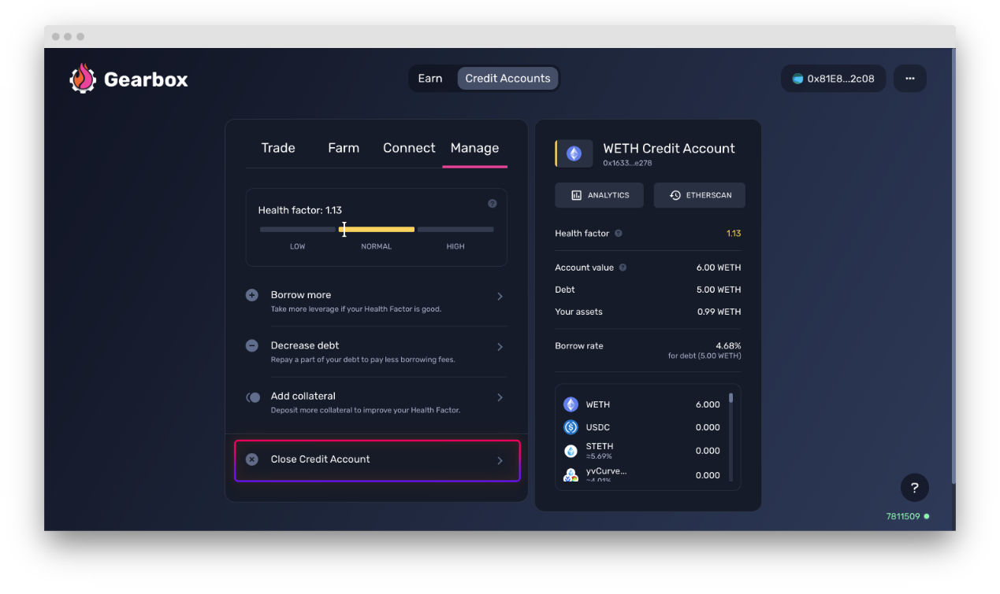 Gearbox
Earn
Credit Accounts
0x81E8...2c08
Trade
Farm
Connect
Manage
Health factor: 1.13
?
LOW
NORMAL
HIGH
Borrow more
Take more leverage if your Health Factor is good.
Decrease debt
Repay a part of your debt to pay less borrowing fees.
Add collateral
Deposit more collateral to improve your Health Factor.
Close Credit Account
WETH Credit Account
0x1633...e278
ANALYTICS
ETHERSCAN
Health factor ? 1.13
Account value ? 6.00 WETH
Debt 5.00 WETH
Your assets 0.99 WETH
Borrow rate 4.68%
for debt (5.00 WETH)
WETH 6.000
USDC 0.000
STETH 0.000
≈5.69%
yvCurve... 0.000
≈4.01%
?
7811509